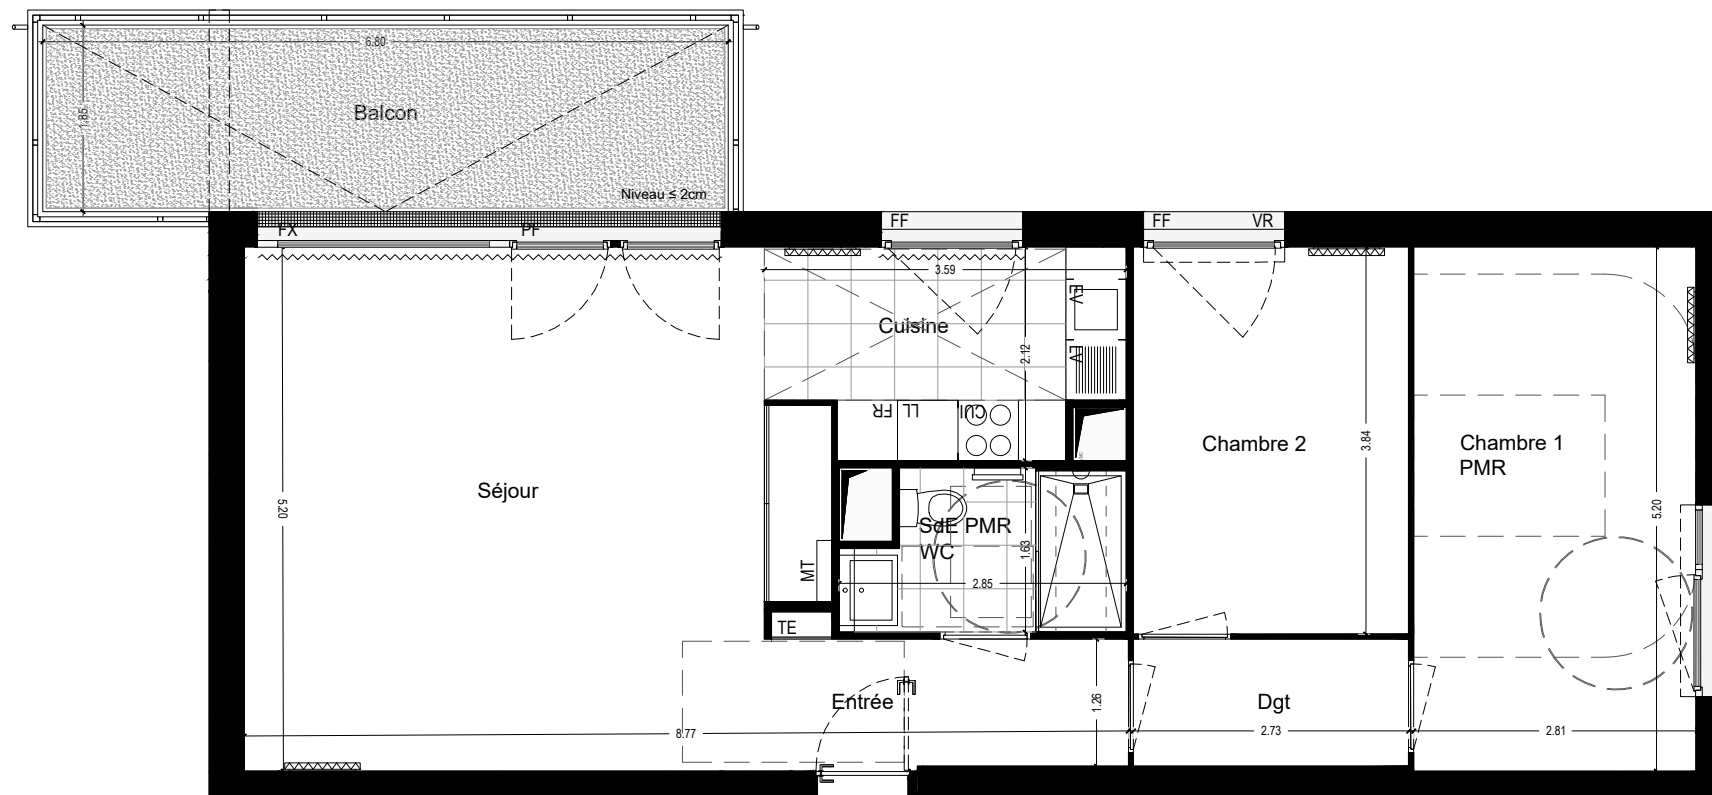 6.80
1.85
Balcon
Niveau ≤ 2cm
FX
PF
FF
FF
VR
3.59
EV
Cuisine
2.12
EV
FR
LL
CUI
Chambre 2
3.84
Chambre 1
PMR
Séjour
5.20
5.20
SdE PMR
WC
1.63
MT
2.85
TE
Entrée
1.26
Dgt
8.77
2.73
2.81